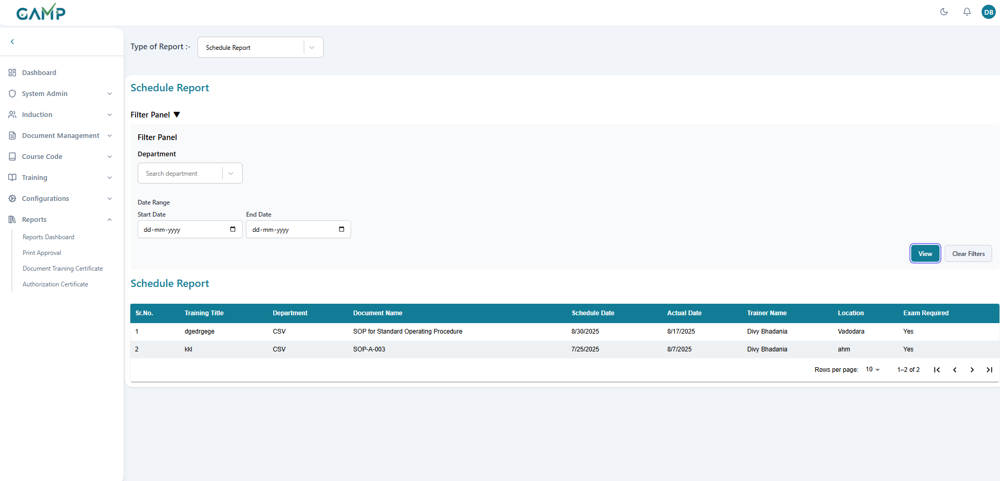 GAMP
DB
Type of Report :-
Schedule Report
Dashboard
System Admin
Induction
Document Management
Course Code
Training
Configurations
Reports
Reports Dashboard
Print Approval
Document Training Certificate
Authorization Certificate
Schedule Report
Filter Panel ▼
Filter Panel
Department
Search department
Date Range
Start Date End Date
dd-mm-yyyy dd-mm-yyyy
View Clear Filters
Schedule Report
Sr.No. Training Title Department Document Name Schedule Date Actual Date Trainer Name Location Exam Required
1 dgedrgege CSV SOP for Standard Operating Procedure 8/30/2025 8/17/2025 Divy Bhadania Vadodara Yes
2 kkl CSV SOP-A-003 7/25/2025 8/7/2025 Divy Bhadania ahm Yes
Rows per page: 10 1–2 of 2